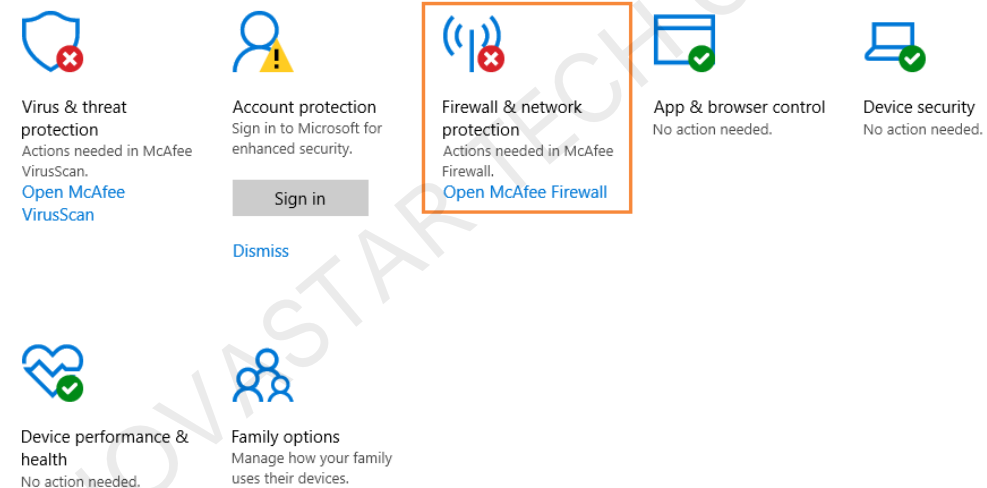 Virus & threat
protection
Actions needed in McAfee
VirusScan.
Open McAfee
VirusScan
Account protection
Sign in to Microsoft for
enhanced security.
Sign in
Dismiss
Firewall & network
protection
Actions needed in McAfee
Firewall.
Open McAfee Firewall
App & browser control
No action needed.
Device security
No action needed.
Device performance &
health
No action needed.
Family options
Manage how your family
uses their devices.
OVASTAR TECH